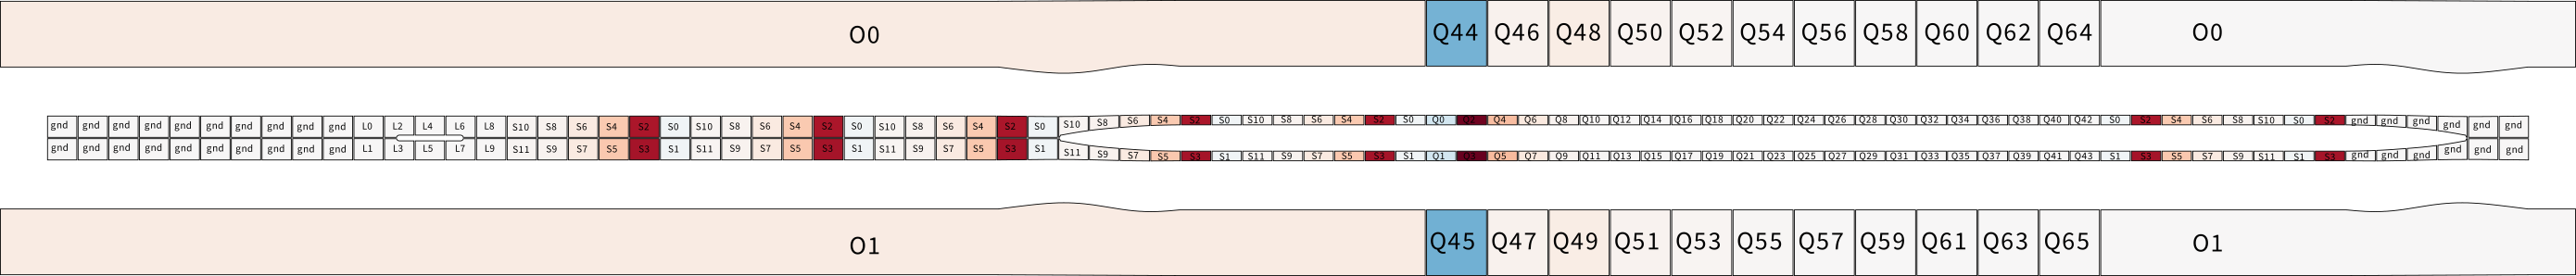 O0 Q44 Q46 Q48 Q50 Q52 Q54 Q56 Q58 Q60 Q62 Q64 O0
gnd gnd gnd gnd gnd gnd gnd gnd gnd gnd L0 L2 L4 L6 L8 S10 S8 S6 S4 S2 S0 S10 S8 S6 S4 S2 S0 S10 S8 S6 S4 S2 S0 S10 S8 S6 S4 S2 S0 S10 S8 S6 S4 S2 S0 Q0 Q2 Q4 Q6 Q8 Q10 Q12 Q14 Q16 Q18 Q20 Q22 Q24 Q26 Q28 Q30 Q32 Q34 Q36 Q38 Q40 Q42 S0 S2 S4 S6 S8 S10 S0 S2 gnd gnd gnd gnd gnd gnd
gnd gnd gnd gnd gnd gnd gnd gnd gnd gnd L1 L3 L5 L7 L9 S11 S9 S7 S5 S3 S1 S11 S9 S7 S5 S3 S1 S11 S9 S7 S5 S3 S1 S11 S9 S7 S5 S3 S1 S11 S9 S7 S5 S3 S1 Q1 Q3 Q5 Q7 Q9 Q11 Q13 Q15 Q17 Q19 Q21 Q23 Q25 Q27 Q29 Q31 Q33 Q35 Q37 Q39 Q41 Q43 S1 S3 S5 S7 S9 S11 S1 S3 gnd gnd gnd gnd gnd gnd
O1 Q45 Q47 Q49 Q51 Q53 Q55 Q57 Q59 Q61 Q63 Q65 O1